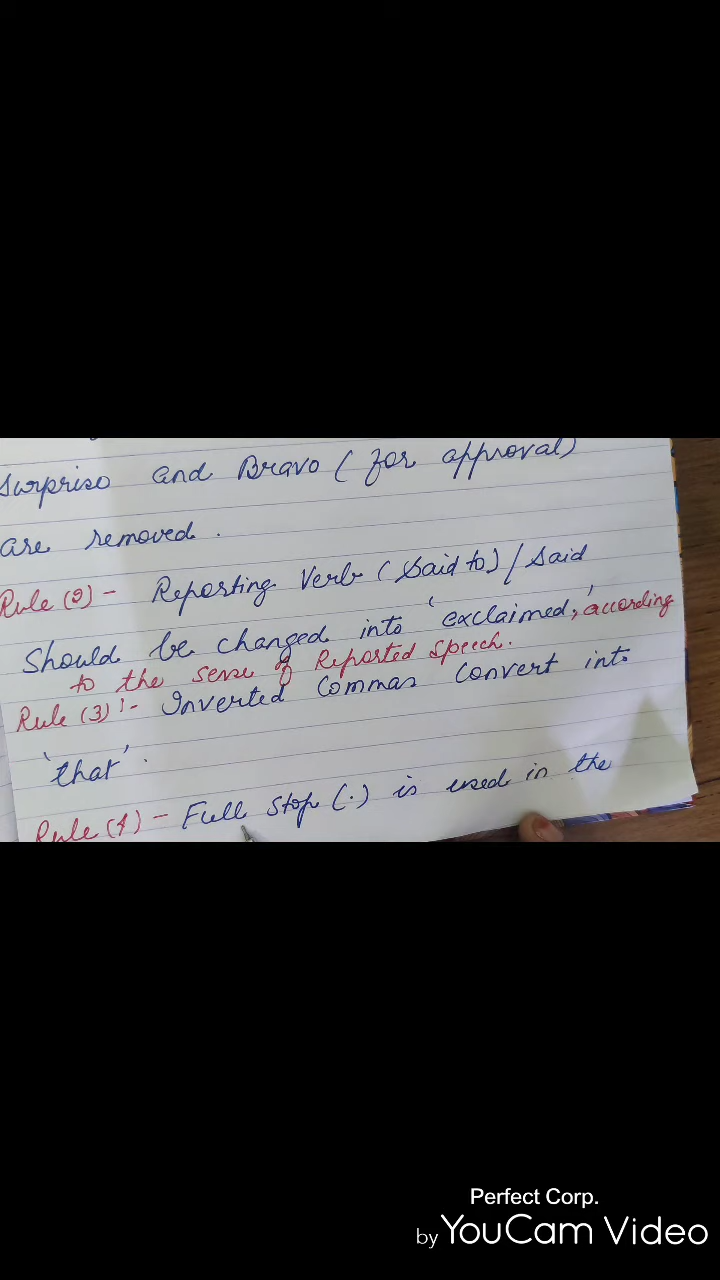 surprise and Bravo (for approval)
are removed.
Rule (2) - Reporting Verb (Said to) / Said
Should be changed into 'exclaimed,' according
to the sense of Reported Speech.
Rule (3) :- Inverted Commas Convert into
'that'.
Rule (4) - Full Stop (.) is used in the
Perfect Corp.
by YouCam Video